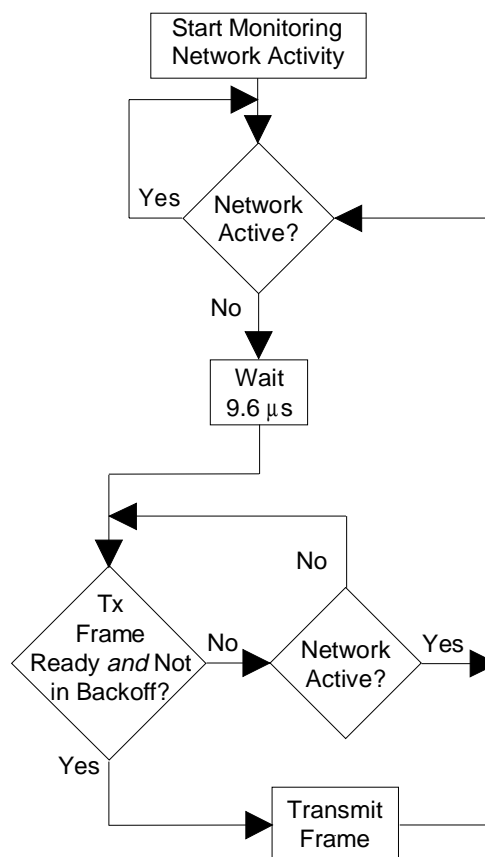 Start Monitoring
Network Activity
Yes
Network
Active?
No
Wait
9.6 μs
No
Tx
Frame
Ready and Not
in Backoff?
No
Network
Active?
Yes
Yes
Transmit
Frame